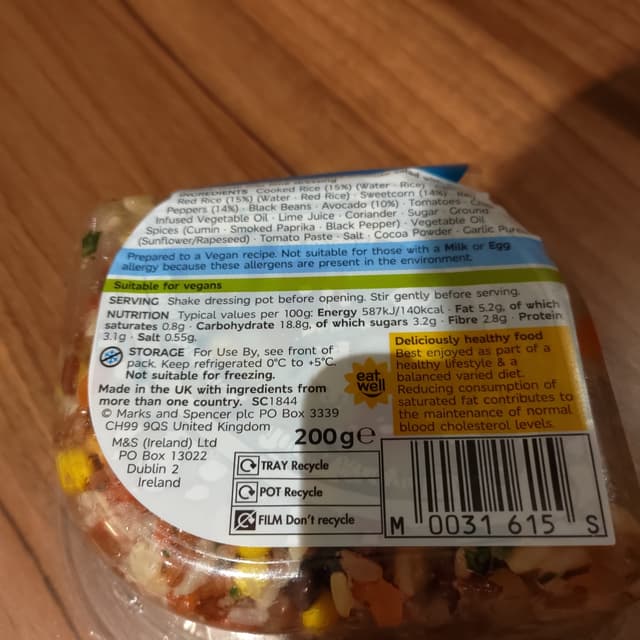 INGREDIENTS Cooked Rice (15%) (Water · Rice)
Red Rice (15%) (Water · Red Rice) · Sweetcorn (14%)
Peppers (14%) · Black Beans · Avocado (10%) · Tomatoes
Infused Vegetable Oil · Lime Juice · Coriander · Sugar · Ground
Spices (Cumin · Smoked Paprika · Black Pepper) · Vegetable Oil
(Sunflower/Rapeseed) · Tomato Paste · Salt · Cocoa Powder · Garlic
Prepared to a Vegan recipe. Not suitable for those with a Milk or Egg
allergy because these allergens are present in the environment.
Suitable for vegans
SERVING Shake dressing pot before opening. Stir gently before serving.
NUTRITION Typical values per 100g: Energy 587kJ/140kcal · Fat 5.2g, of which
saturates 0.8g · Carbohydrate 18.8g, of which sugars 3.2g · Fibre 2.8g · Protein
3.1g · Salt 0.55g.
STORAGE For Use By, see front of
pack. Keep refrigerated 0°C to +5°C.
Not suitable for freezing.
Made in the UK with ingredients from
more than one country. SC1844
© Marks and Spencer plc PO Box 3339
CH99 9QS United Kingdom
M&S (Ireland) Ltd
PO Box 13022
Dublin 2
Ireland
200g e
TRAY Recycle
POT Recycle
FILM Don't recycle
eat
well
Deliciously healthy food
Best enjoyed as part of a
healthy lifestyle & a
balanced varied diet.
Reducing consumption of
saturated fat contributes to
the maintenance of normal
blood cholesterol levels.
M 0031 615 S